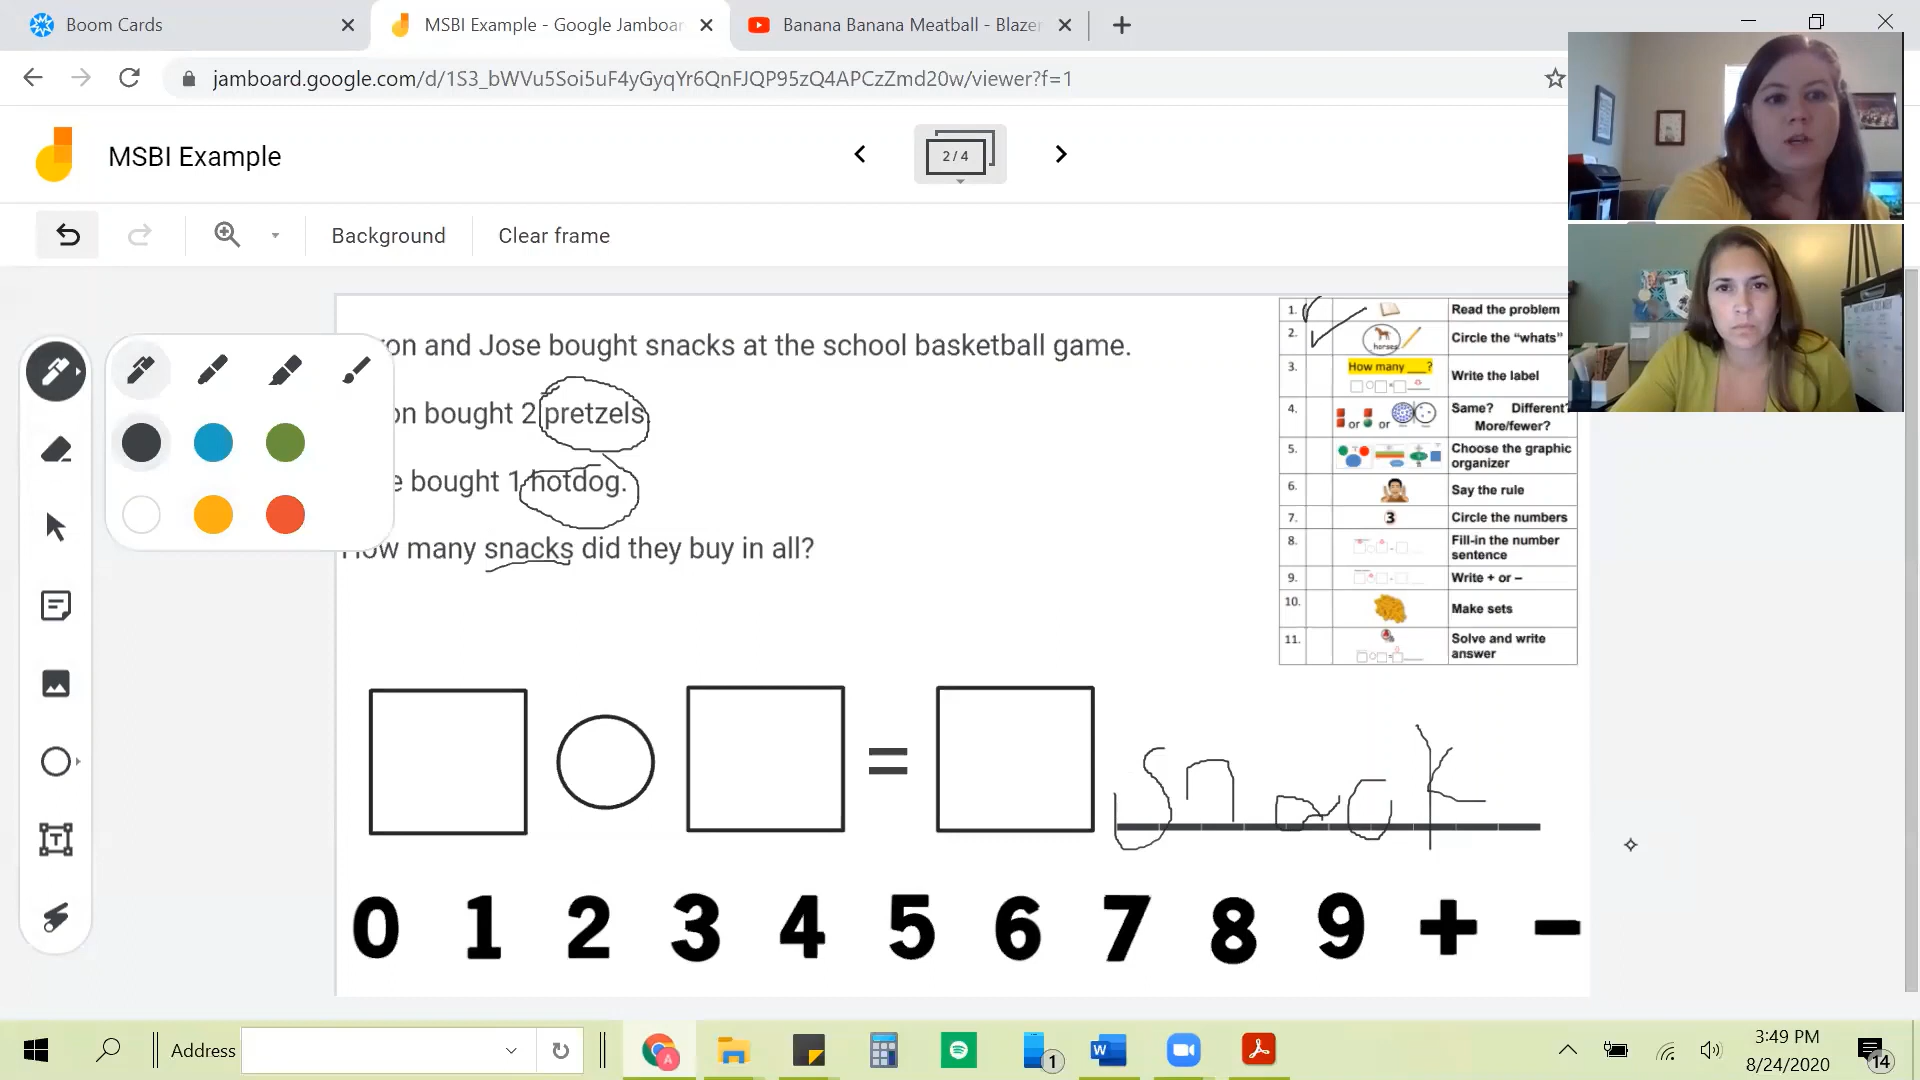 Boom Cards
MSBI Example - Google Jamboar
Banana Banana Meatball - Blazer
jamboard.google.com/d/1S3_bWVu5Soi5uF4yGyqYr6QnFJQP95zQ4APCzZmd20w/viewer?f=1
MSBI Example
2 / 4
Background
Clear frame
on and Jose bought snacks at the school basketball game.
on bought 2 pretzels
e bought 1 hotdog.
How many snacks did they buy in all?
1. Read the problem
2. horses Circle the "whats"
3. How many ___? Write the label
4. or or Same? Different? More/fewer?
5. Choose the graphic organizer
6. Say the rule
7. 3 Circle the numbers
8. Fill-in the number sentence
9. Write + or –
10. Make sets
11. Solve and write answer
= snack
0 1 2 3 4 5 6 7 8 9 + -
Address
1
3:49 PM
8/24/2020
14